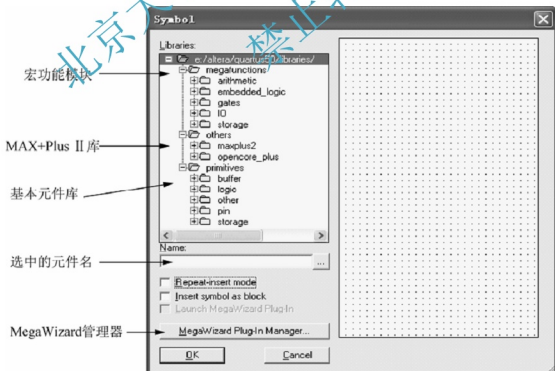 Symbol
Libraries:
e:/altera/quartus50/libraries/
megafunctions
arithmetic
embedded_logic
gates
IO
storage
others
maxplus2
opencore_plus
primitives
buffer
logic
other
pin
storage
Name:
...
Repeat-insert mode
Insert symbol as block
Launch MegaWizard Plug-In
MegaWizard Plug-In Manager...
OK
Cancel
宏功能模块
MAX+Plus Ⅱ库
基本元件库
选中的元件名
MegaWizard管理器
北京大
禁止